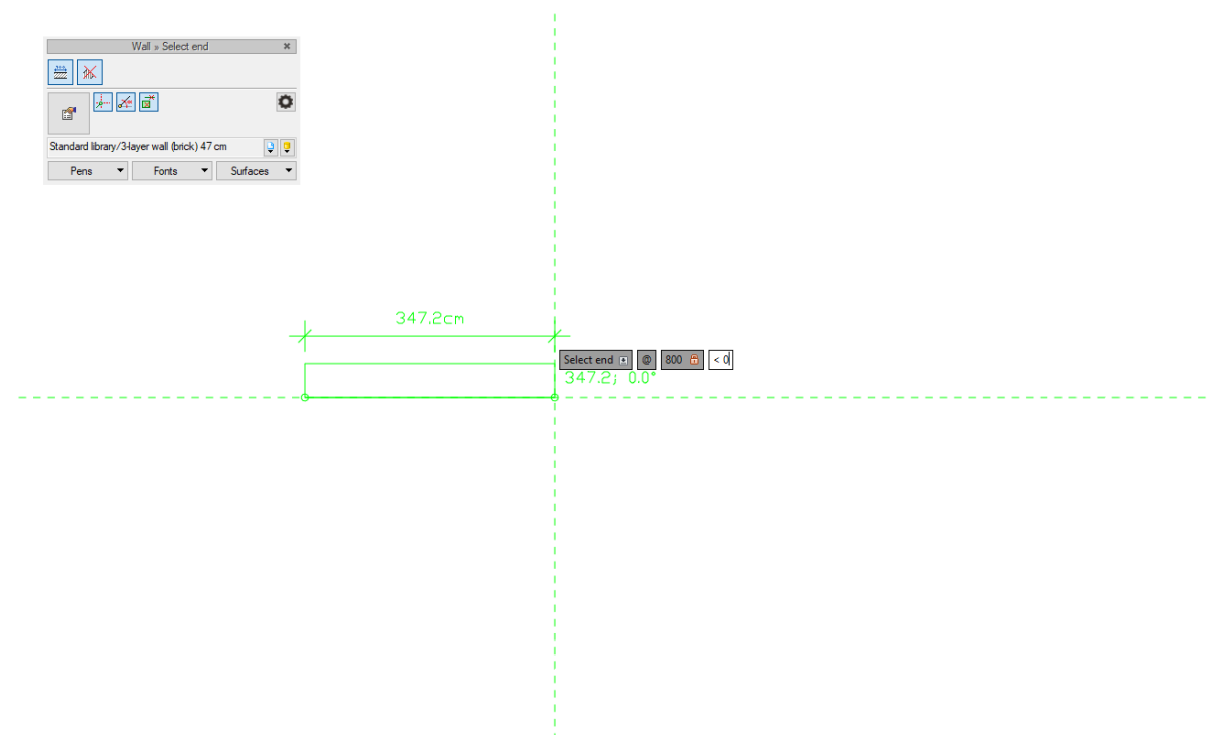 Wall » Select end
Standard library/3-layer wall (brick) 47 cm
Pens Fonts Surfaces
347.2cm
Select end @ 800 < 0
347.2; 0.0°